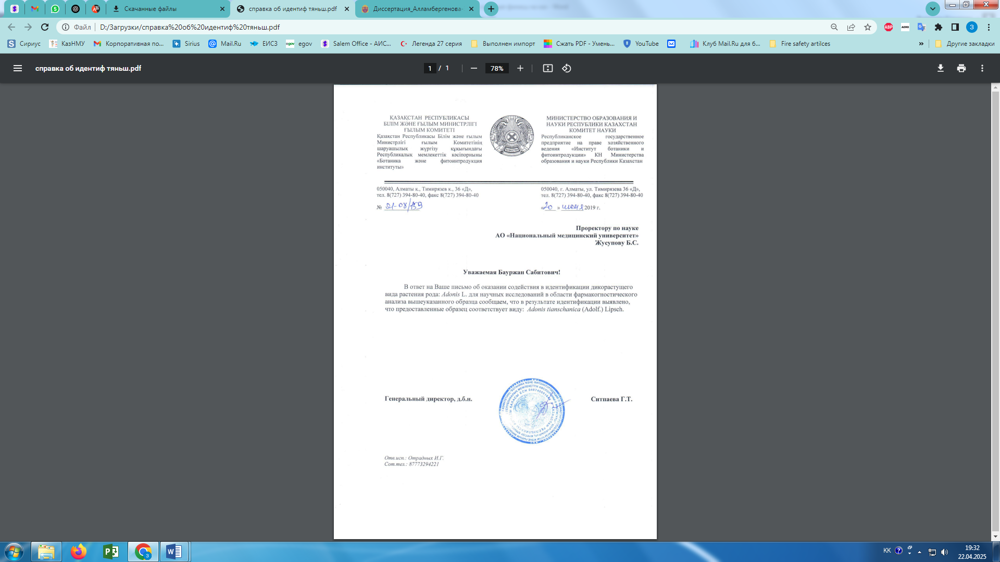 Скачанные файлы
справка об идентиф тяньш.pdf
Диссертация_Алламбергенова-
Файл
D:/Загрузки/справка%20об%20идентиф%20тяньш.pdf
Сириус
КазНМУ
Корпоративная по...
Sirius
Mail.Ru
ЕИСЗ
egov
Salem Office - АИС...
Легенда 27 серия
Выполнен импорт
Сжать PDF - Умень...
YouTube
Клуб Mail.Ru для б...
Fire safety artilces
»
Другие закладки
справка об идентиф тяньш.pdf
1 / 1
78%
ҚАЗАҚСТАН РЕСПУБЛИКАСЫ
БІЛІМ ЖӘНЕ ҒЫЛЫМ МИНИСТРЛІГІ
ҒЫЛЫМ КОМИТЕТІ
Қазақстан Республикасы Білім және ғылым
Министрлігі ғылым Комитетінің
шаруашылық жүргізу құқығындағы
Республикалық мемлекеттік кәсіпорныны
«Ботаника және фитоинтродукция
институты»
МИНИСТЕРСТВО ОБРАЗОВАНИЯ И
НАУКИ РЕСПУБЛИКИ КАЗАХСТАН
КОМИТЕТ НАУКИ
Республиканское государственное
предприятие на праве хозяйственного
ведения «Институт ботаники и
фитоинтродукции» КН Министерства
образования и науки Республики Казахстан
050040, Алматы к., Тимирязев к., 36 «Д»,
тел. 8(727) 394-80-40, факс 8(727) 394-80-40
№ 01-08/159
050040, г. Алматы, ул. Тимирязева 36 «Д»,
тел. 8(727) 394-80-40, факс 8(727) 394-80-40
«20» июня 2019 г.
Проректору по науке
АО «Национальный медицинский университет»
Жусупову Б.С.
Уважаемая Бауржан Сабитович!
В ответ на Ваше письмо об оказании содействия в идентификации дикорастущего
вида растения рода: Adonis L. для научных исследований в области фармакогностического
анализа вышеуказанного образца сообщаем, что в результате идентификации выявлено,
что предоставленные образец соответствует виду: Adonis tianschanica (Adolf.) Lipsch.
Генеральный директор, д.б.н.
Ситпаева Г.Т.
Отв.исп.: Отрадных И.Г.
Сот.тел.: 87773294221
KK
19:32
22.04.2025